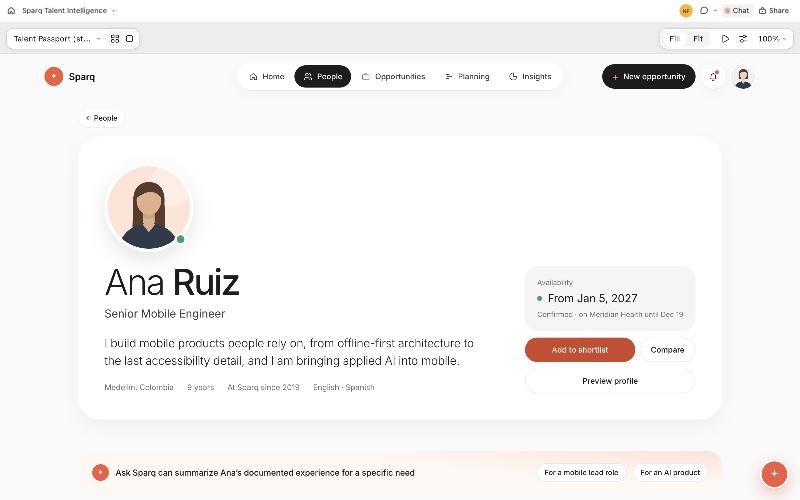 Sparq Talent Intelligence
NF
Chat
Share
Talent Passport (st...
Fill
Fit
100%
Sparq
Home
People
Opportunities
Planning
Insights
+ New opportunity
People
Ana Ruiz
Senior Mobile Engineer
I build mobile products people rely on, from offline-first architecture to
the last accessibility detail, and I am bringing applied AI into mobile.
Medellín, Colombia
9 years
At Sparq since 2019
English · Spanish
Availability
From Jan 5, 2027
Confirmed · on Meridian Health until Dec 19
Add to shortlist
Compare
Preview profile
Ask Sparq can summarize Ana's documented experience for a specific need
For a mobile lead role
For an AI product